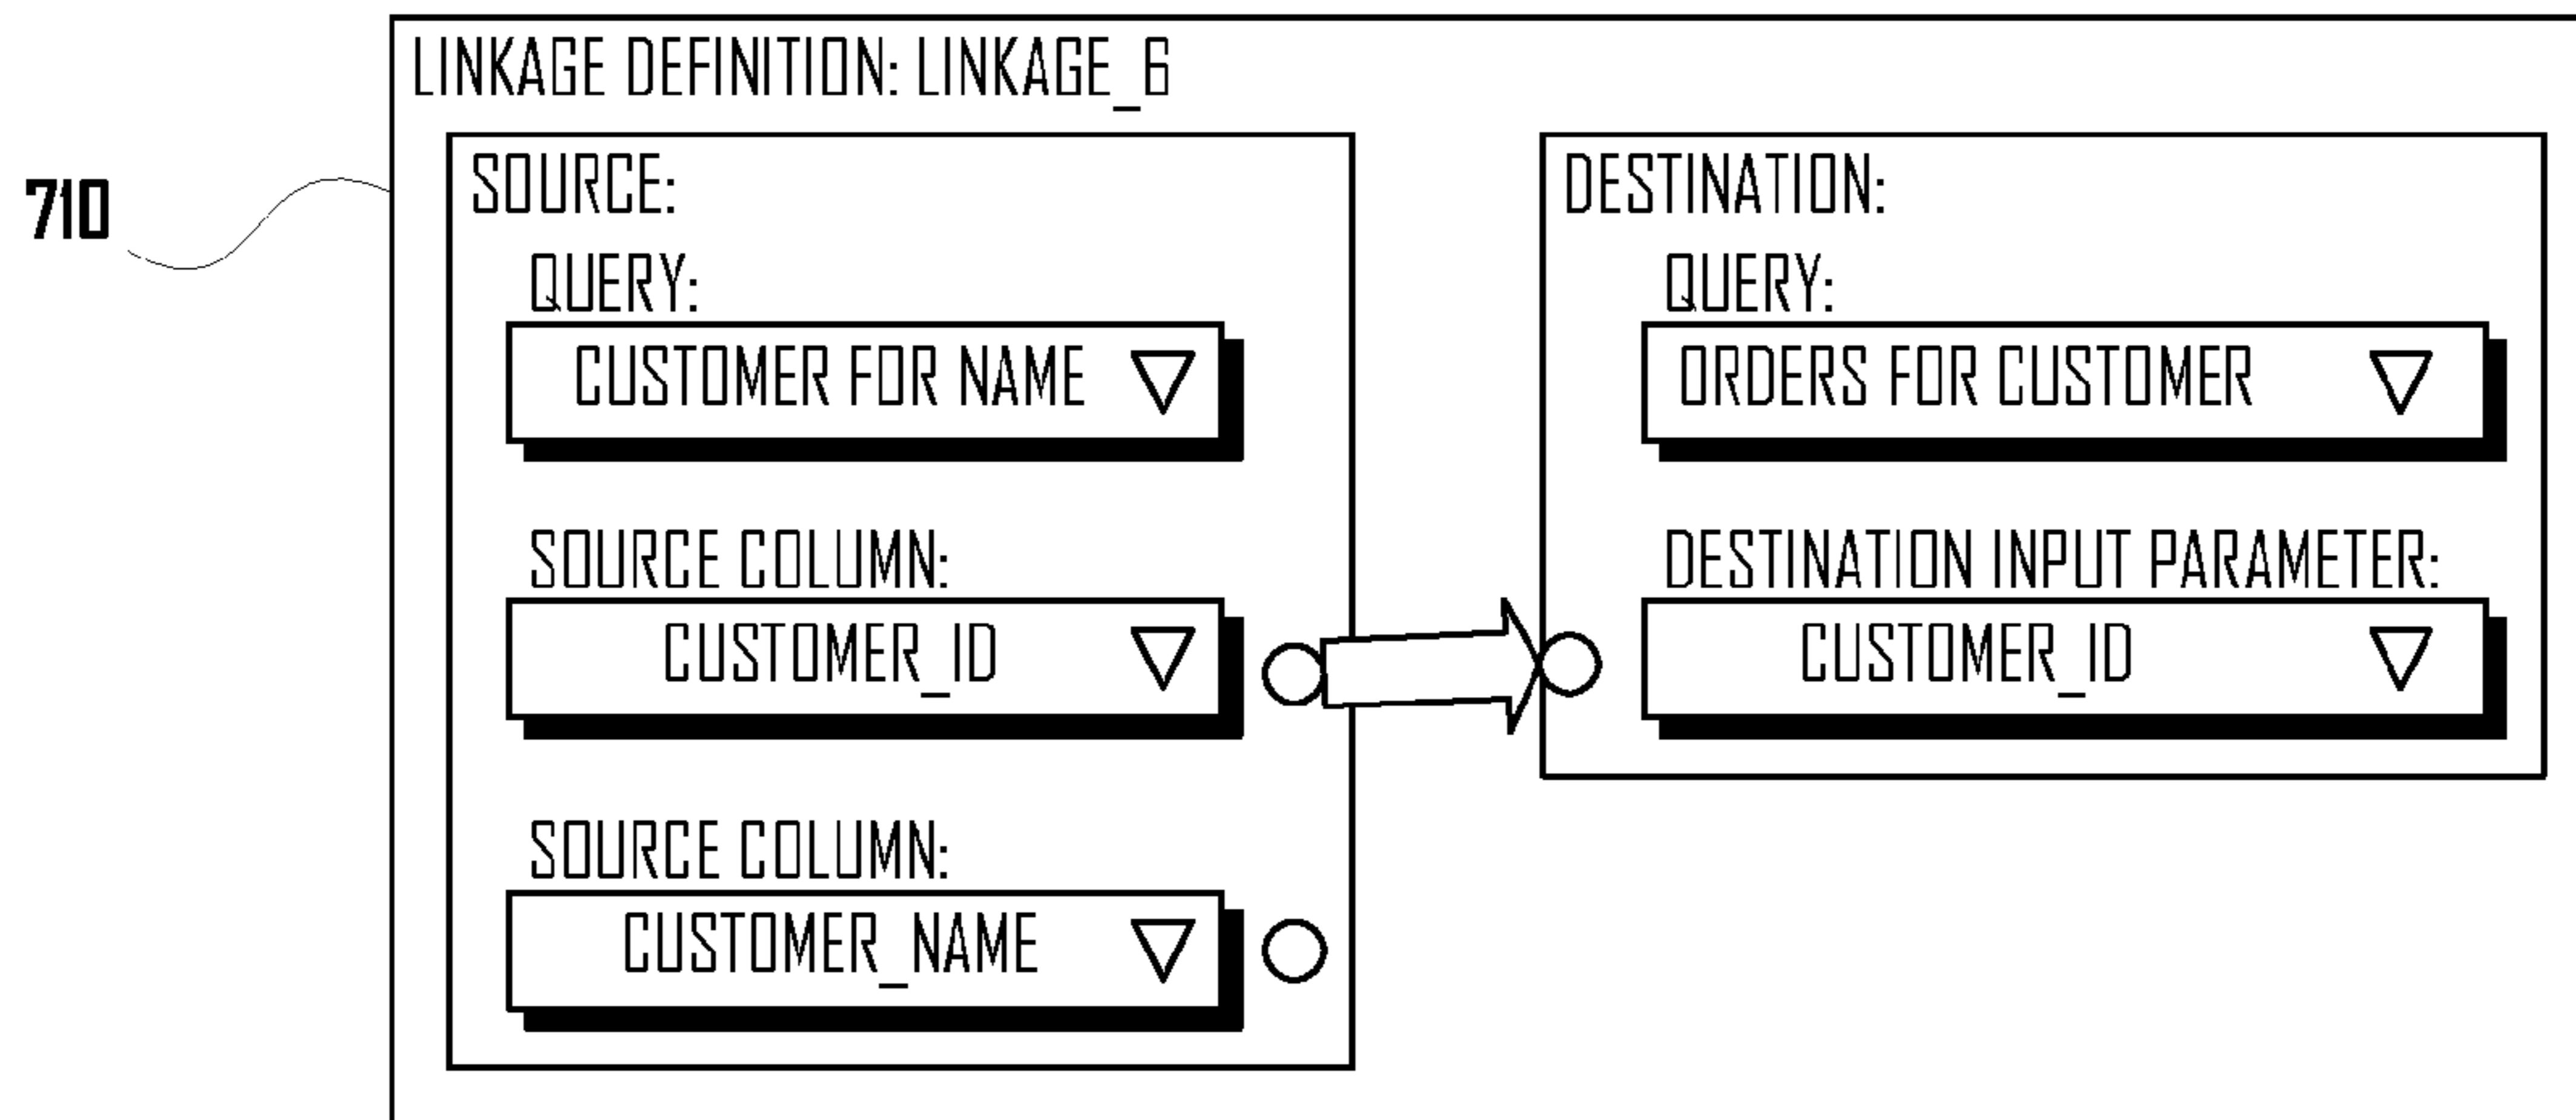 LINKAGE DEFINITION: LINKAGE_6
710
SOURCE:
QUERY:
CUSTOMER FOR NAME
SOURCE COLUMN:
CUSTOMER_ID
SOURCE COLUMN:
CUSTOMER_NAME
DESTINATION:
QUERY:
ORDERS FOR CUSTOMER
DESTINATION INPUT PARAMETER:
CUSTOMER_ID